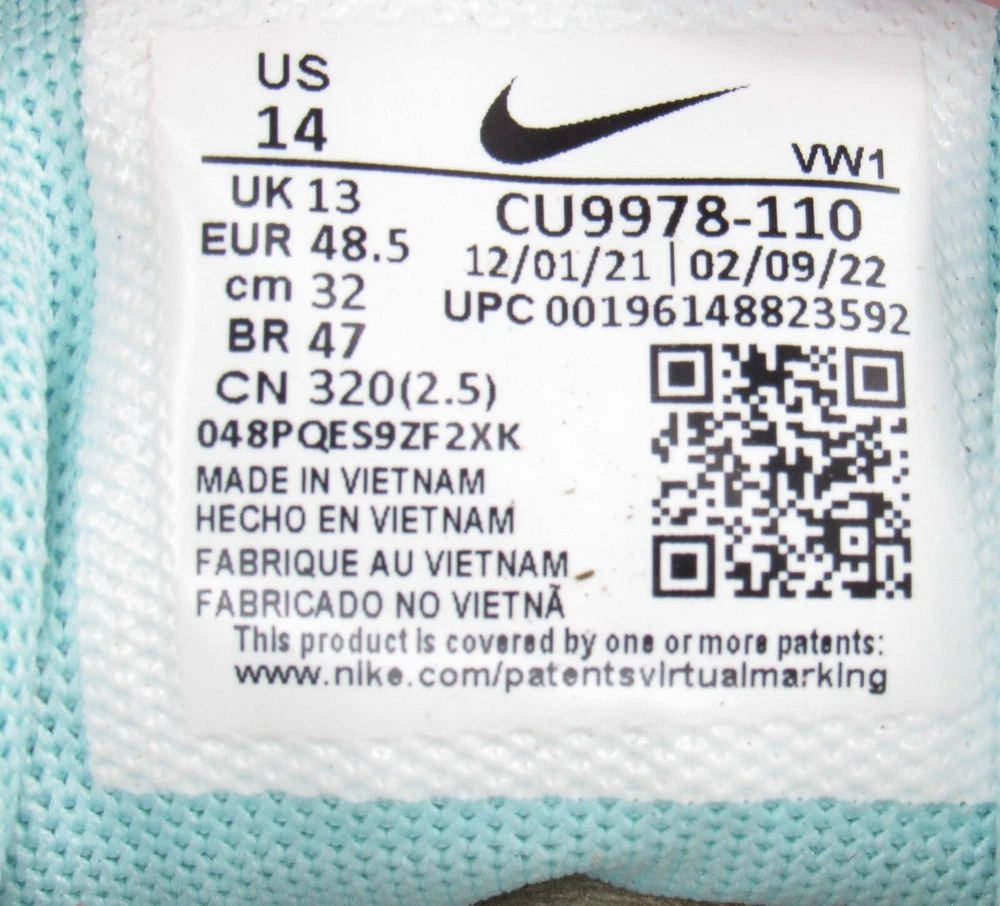 US
14
VW1
UK 13
EUR 48.5
cm 32
BR 47
CN 320(2.5)
CU9978-110
12/01/21 | 02/09/22
UPC 00196148823592
048PQES9ZF2XK
MADE IN VIETNAM
HECHO EN VIETNAM
FABRIQUE AU VIETNAM
FABRICADO NO VIETNÃ
This product is covered by one or more patents:
www.nike.com/patentsvirtualmarking